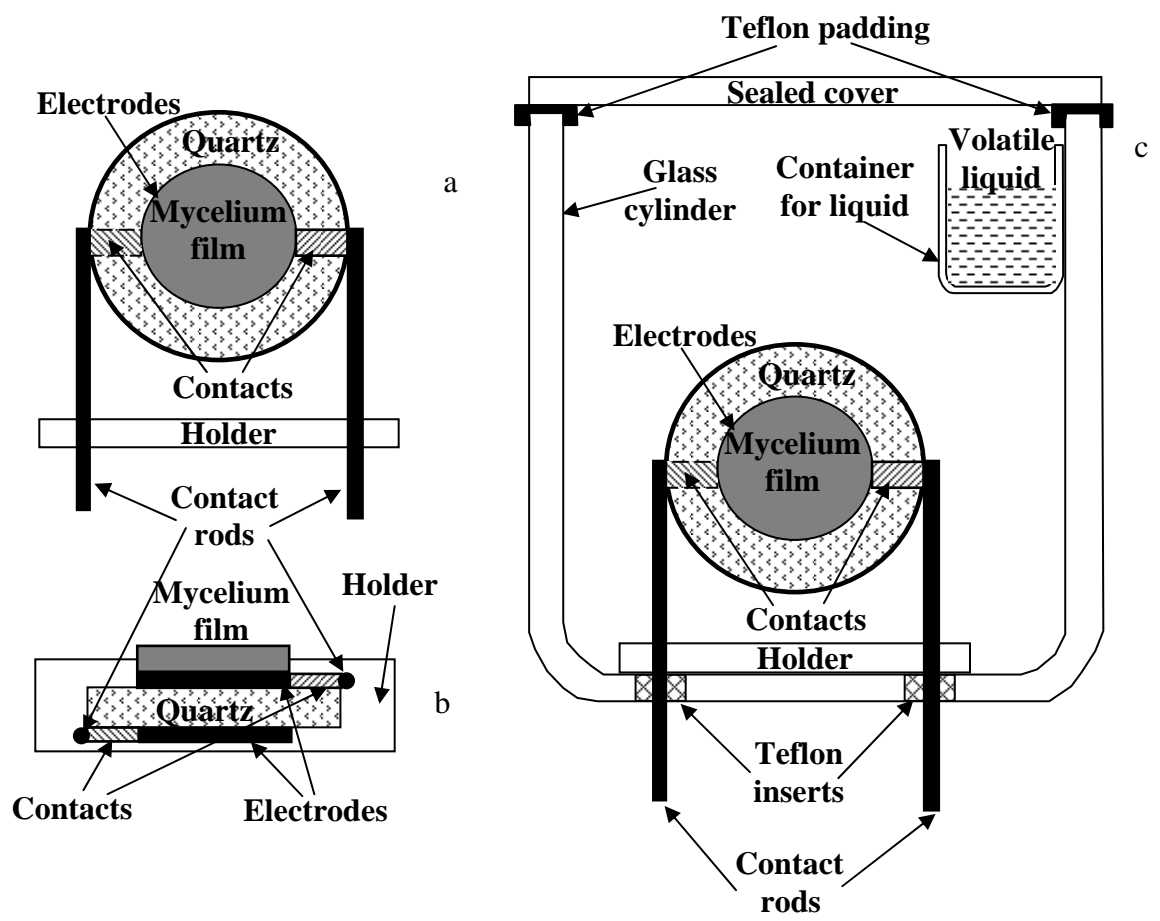 Electrodes
Quartz
Mycelium
film
a
Contacts
Holder
Contact
rods
Mycelium
film
Holder
Quartz
b
Contacts
Electrodes
Teflon padding
Sealed cover
Volatile
liquid
c
Glass
cylinder
Container
for liquid
Electrodes
Quartz
Mycelium
film
Contacts
Holder
Teflon
inserts
Contact
rods